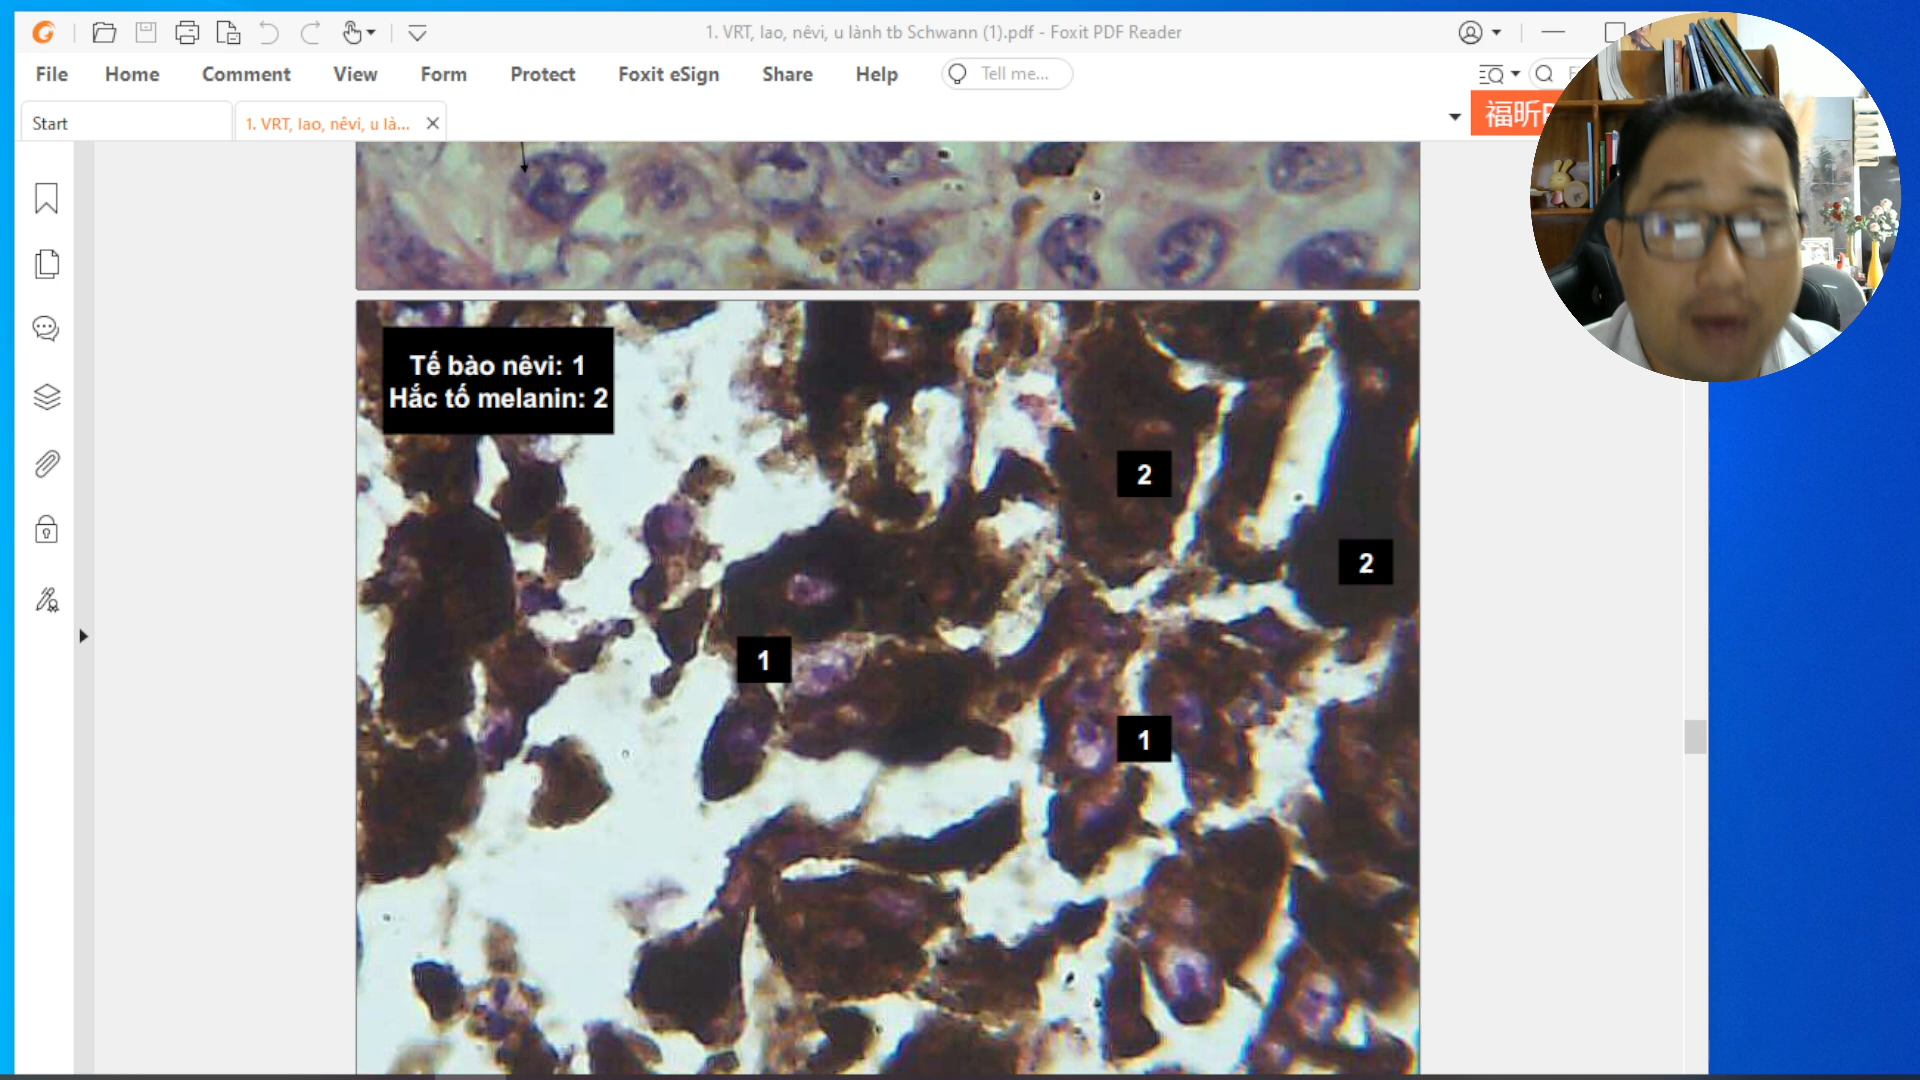 1. VRT, lao, nêvi, u lành tb Schwann (1).pdf - Foxit PDF Reader
File Home Comment View Form Protect Foxit eSign Share Help Tell me...
Start
1. VRT, lao, nêvi, u là...
福昕
Tế bào nêvi: 1
Hắc tố melanin: 2
2
2
1
1